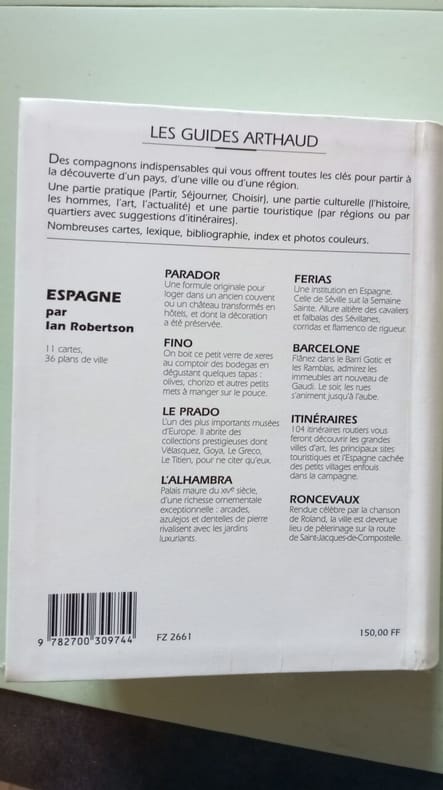 LES GUIDES ARTHAUD
Des compagnons indispensables qui vous offrent toutes les clés pour partir à
la découverte d'un pays, d'une ville ou d'une région.
Une partie pratique (Partir, Séjourner, Choisir), une partie culturelle (l'histoire,
les hommes, l'art, l'actualité) et une partie touristique (par régions ou par
quartiers avec suggestions d'itinéraires).
Nombreuses cartes, lexique, bibliographie, index et photos couleurs.
ESPAGNE
par
Ian Robertson
11 cartes,
36 plans de ville
PARADOR
Une formule originale pour
loger dans un ancien couvent
ou un château transformés en
hôtels, et dont la décoration
a été préservée.
FINO
On boit ce petit verre de xeres
au comptoir des bodegas en
dégustant quelques tapas :
olives, chorizo et autres petits
mets à manger sur le pouce.
LE PRADO
L'un des plus importants musées
d'Europe. Il abrite des
collections prestigieuses dont
Vélasquez, Goya, Le Greco,
Le Titien, pour ne citer qu'eux.
L'ALHAMBRA
Palais maure du XIVe siècle,
d'une richesse ornementale
exceptionnelle : arcades,
azulejos et dentelles de pierre
rivalisent avec les jardins
luxuriants.
FERIAS
Une institution en Espagne.
Celle de Séville suit la Semaine
Sainte. Allure altière des cavaliers
et falbalas des Sévillanes,
corridas et flamenco de rigueur.
BARCELONE
Flânez dans le Barri Gotic et
les Ramblas, admirez les
immeubles art nouveau de
Gaudi. Le soir, les rues
s'animent jusqu'à l'aube.
ITINÉRAIRES
104 itinéraires routiers vous
feront découvrir les grandes
villes d'art, les principaux sites
touristiques et l'Espagne cachée
des petits villages enfouis
dans la campagne.
RONCEVAUX
Rendue célèbre par la chanson
de Roland, la ville est devenue
lieu de pèlerinage sur la route
de Saint-Jacques-de-Compostelle.
9 782700 309744
FZ 2661
150,00 FF